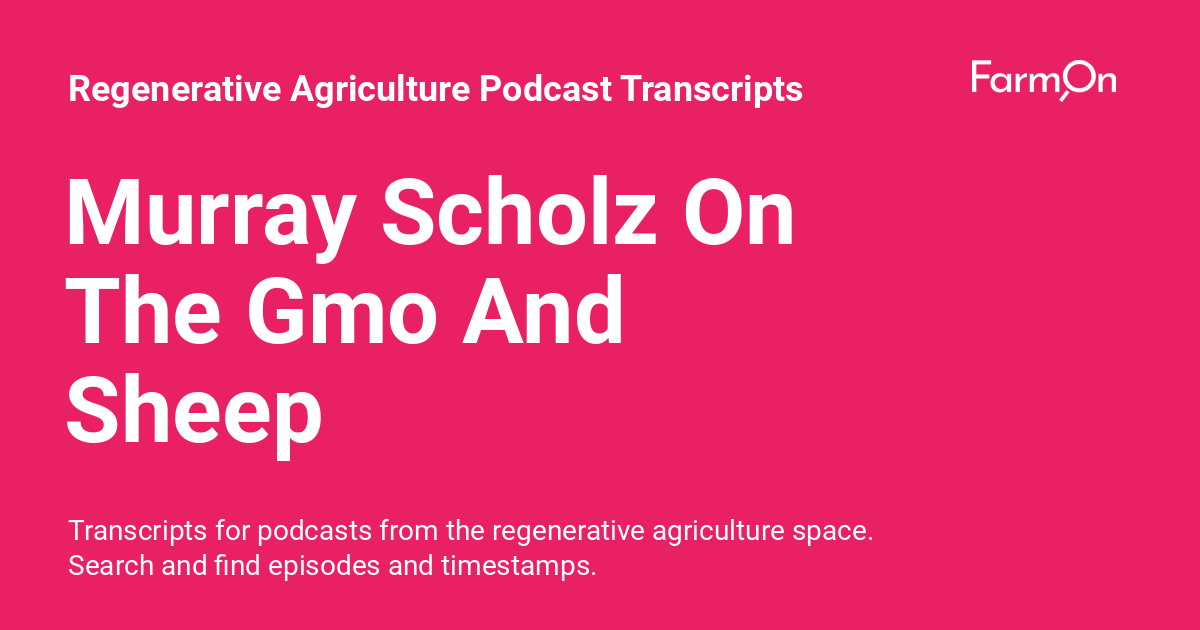 Regenerative Agriculture Podcast Transcripts
FarmOn
Murray Scholz On
The Gmo And
Sheep
Transcripts for podcasts from the regenerative agriculture space.
Search and find episodes and timestamps.